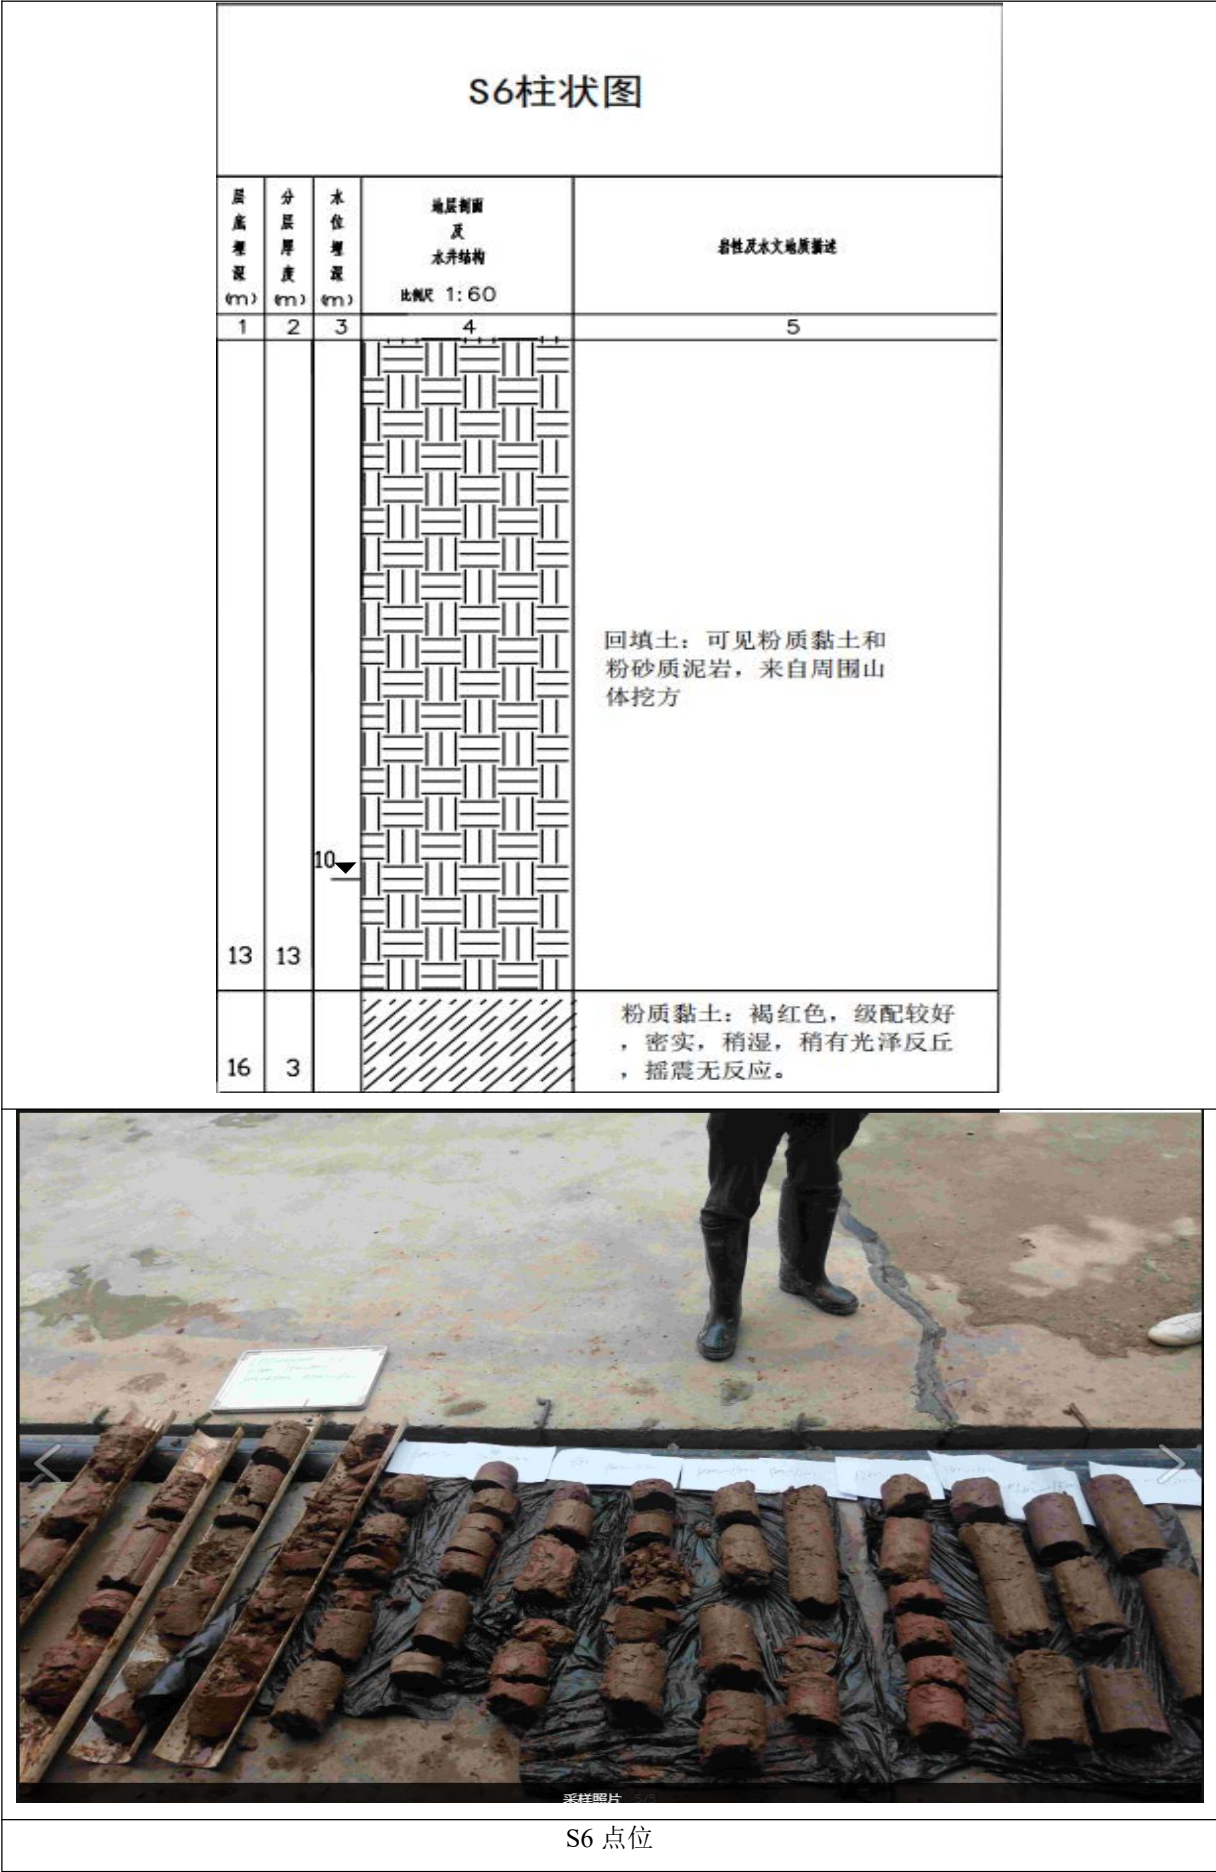 S6柱状图
层底埋深(m)
分层厚度(m)
水位埋深(m)
地层剖面
及
水井结构
比例尺 1:60
岩性及水文地质描述
1 2 3 4 5
回填土：可见粉质黏土和
粉砂质泥岩，来自周围山
体挖方
10
13 13
粉质黏土：褐红色，级配较好
，密实，稍湿，稍有光泽反丘
，摇震无反应。
16 3
采样照片 5/5
S6 点位